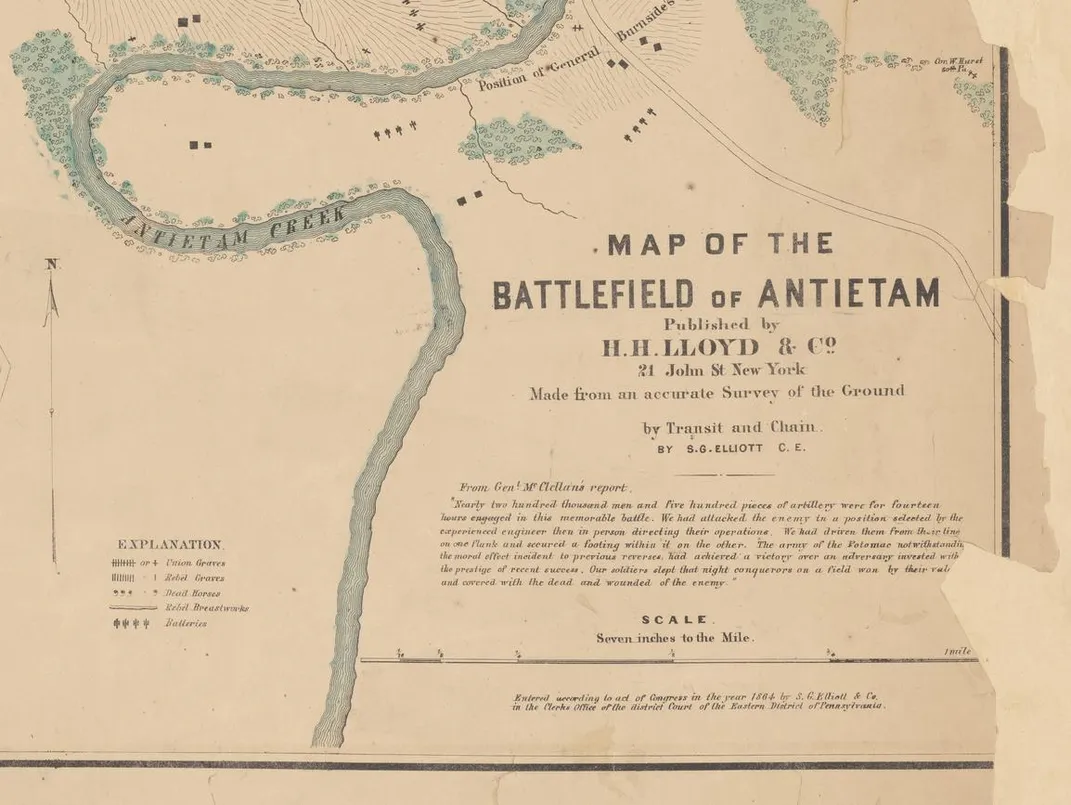 Position of General Burnside's
Gen. W. Hurst
ANTIETAM CREEK
N.
MAP OF THE
BATTLEFIELD OF ANTIETAM
Published by
H.H. LLOYD & Co
21 John St New York
Made from an accurate Survey of the Ground
by Transit and Chain.
BY S.G. ELLIOTT C. E.
From Genl. McClellan's report.
"Nearly two hundred thousand men and five hundred pieces of artillery were for fourteen
hours engaged in this memorable battle. We had attacked the enemy in a position selected by the
experienced engineer then in person directing their operations. We had driven them from their line
on one flank and secured a footing within it on the other. The army of the Potomac notwithstandi
the moral effect incident to previous reverses, had achieved a victory over an adversary invested with
the prestige of recent success. Our soldiers slept that night conquerors on a field won by their val
and covered with the dead and wounded of the enemy."
EXPLANATION.
or + Union Graves
Rebel Graves
Dead Horses
Rebel Breastworks
Batteries
SCALE.
Seven inches to the Mile.
1 mile
Entered according to act of Congress in the year 1864 by S. G. Elliott & Co.
in the Clerks Office of the district Court of the Eastern District of Pennsylvania.